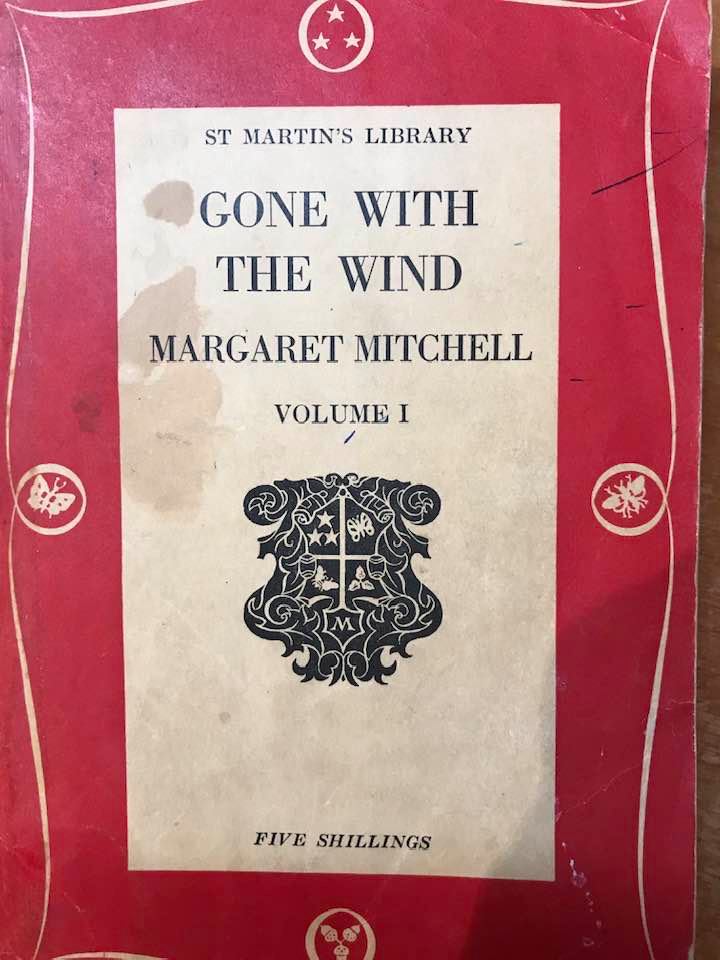 ST MARTIN'S LIBRARY
GONE WITH
THE WIND
MARGARET MITCHELL
VOLUME I
M
FIVE SHILLINGS